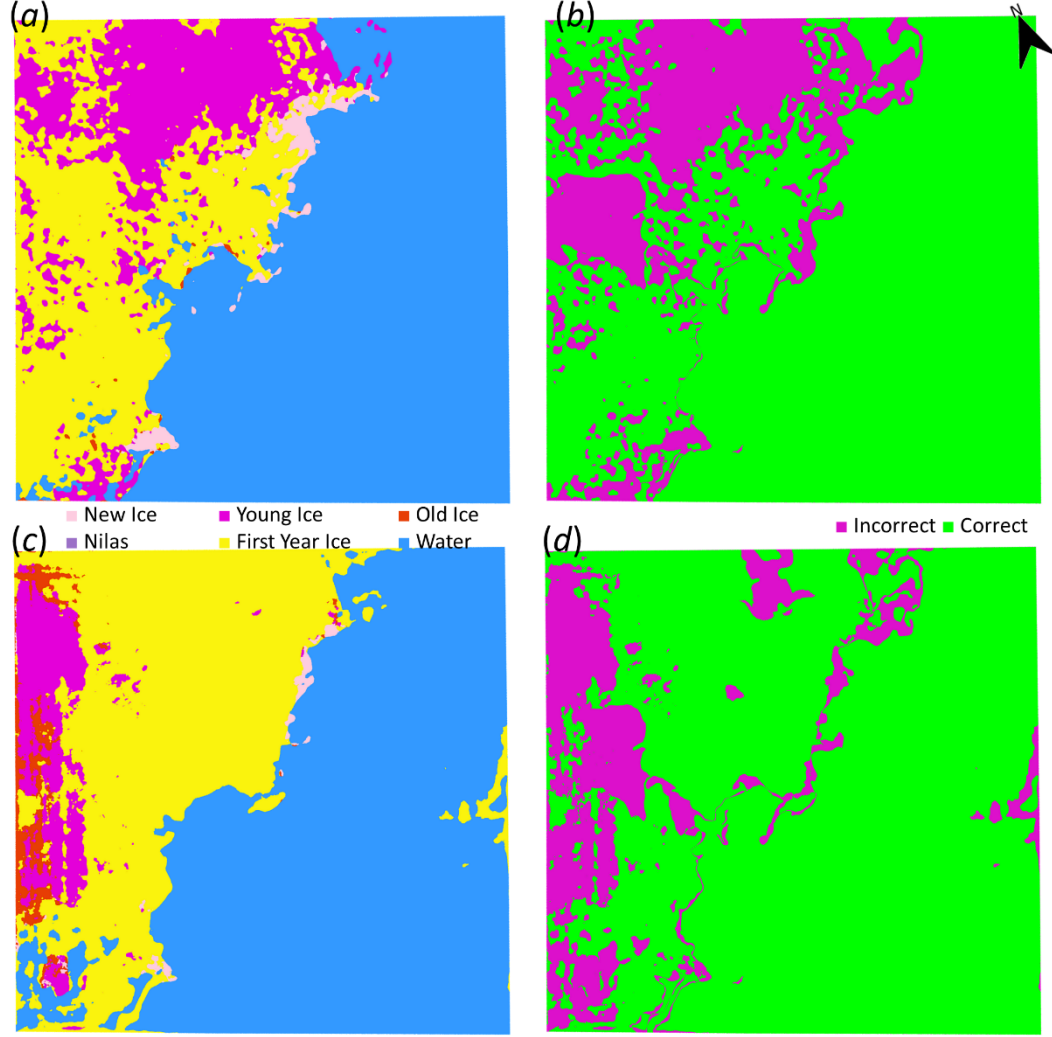 (a) (b) N
New Ice Young Ice Old Ice
Nilas First Year Ice Water
Incorrect Correct
(c) (d)